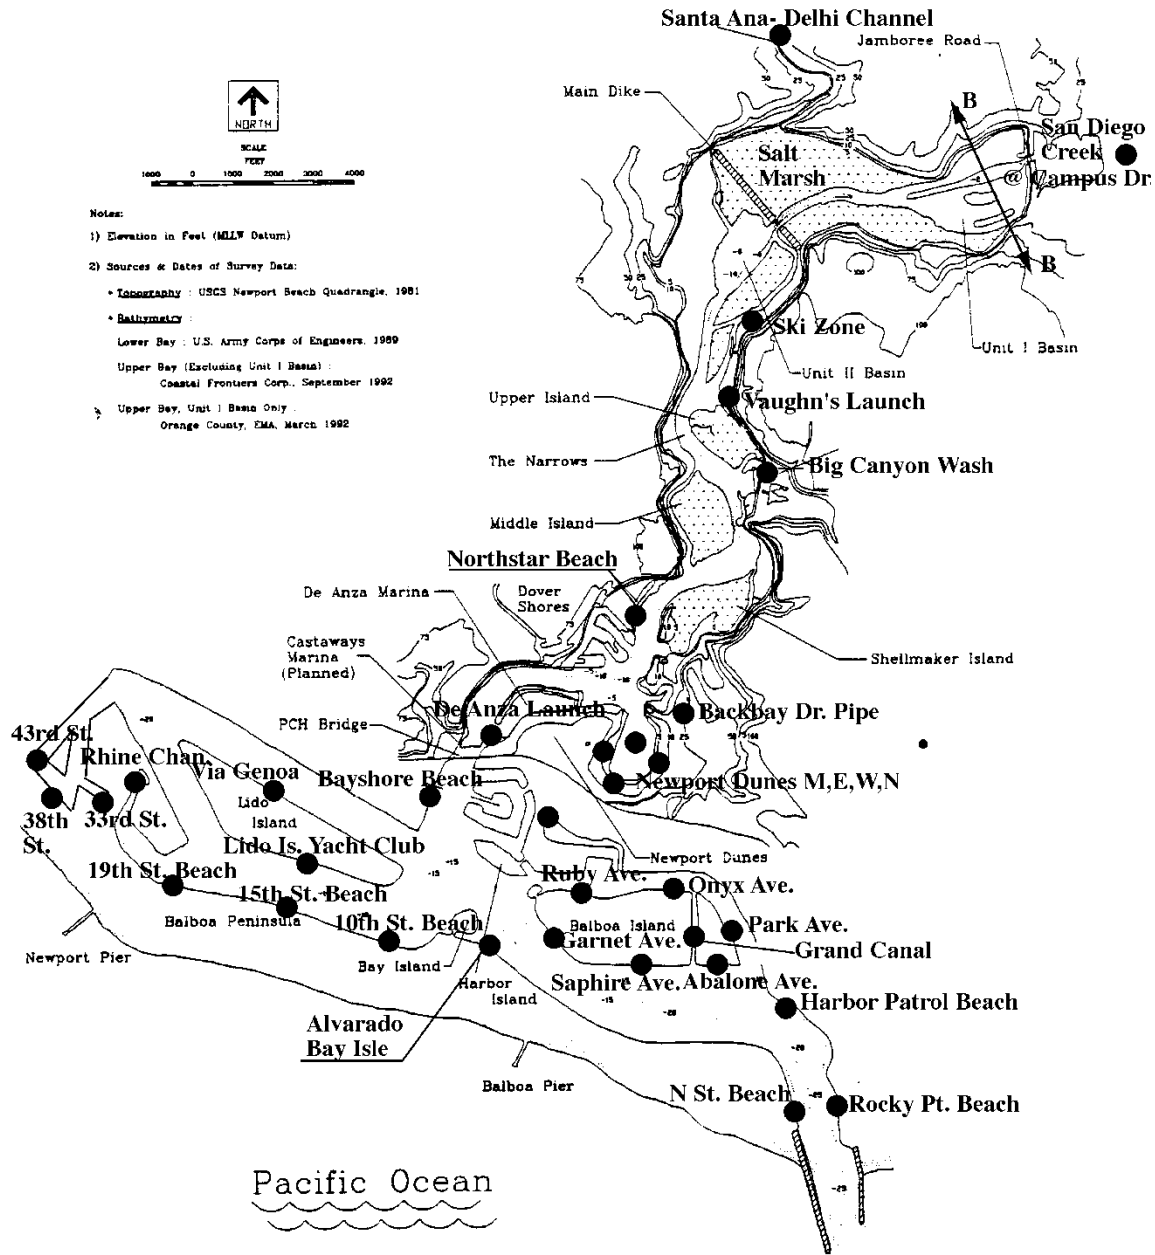 Santa Ana- Delhi Channel
Jamboree Road
Main Dike
B
San Diego
Creek
@ Campus Dr.
NORTH
SCALE
FEET
1000 0 1000 2000 3000 4000
Salt
Marsh
B
Notes:
1) Elevation in Feet (MLLW Datum)
2) Sources & Dates of Survey Data:
Topography : USGS Newport Beach Quadrangle, 1981
Bathymetry :
Lower Bay : U.S. Army Corps of Engineers, 1989
Upper Bay (Excluding Unit I Basin) :
Coastal Frontiers Corp., September 1992
Upper Bay, Unit I Basin Only :
Orange County, EMA, March 1992
Ski Zone
Unit I Basin
Unit II Basin
Upper Island
Vaughn's Launch
The Narrows
Big Canyon Wash
Middle Island
Northstar Beach
De Anza Marina
Dover
Shores
Castaways
Marina
(Planned)
Shellmaker Island
De Anza Launch
Backbay Dr. Pipe
PCH Bridge
43rd St.
Rhine Chan.
Via Genoa
Bayshore Beach
Newport Dunes M,E,W,N
Lido
Island
38th
St.
33rd St.
Lido Is. Yacht Club
Newport Dunes
19th St. Beach
Ruby Ave.
Onyx Ave.
15th St. Beach
Balboa Peninsula
10th St. Beach
Balboa Island
Park Ave.
Garnet Ave.
Grand Canal
Newport Pier
Bay Island
Harbor
Island
Saphire Ave.
Abalone Ave.
Harbor Patrol Beach
Alvarado
Bay Isle
Balboa Pier
N St. Beach
Rocky Pt. Beach
Pacific Ocean